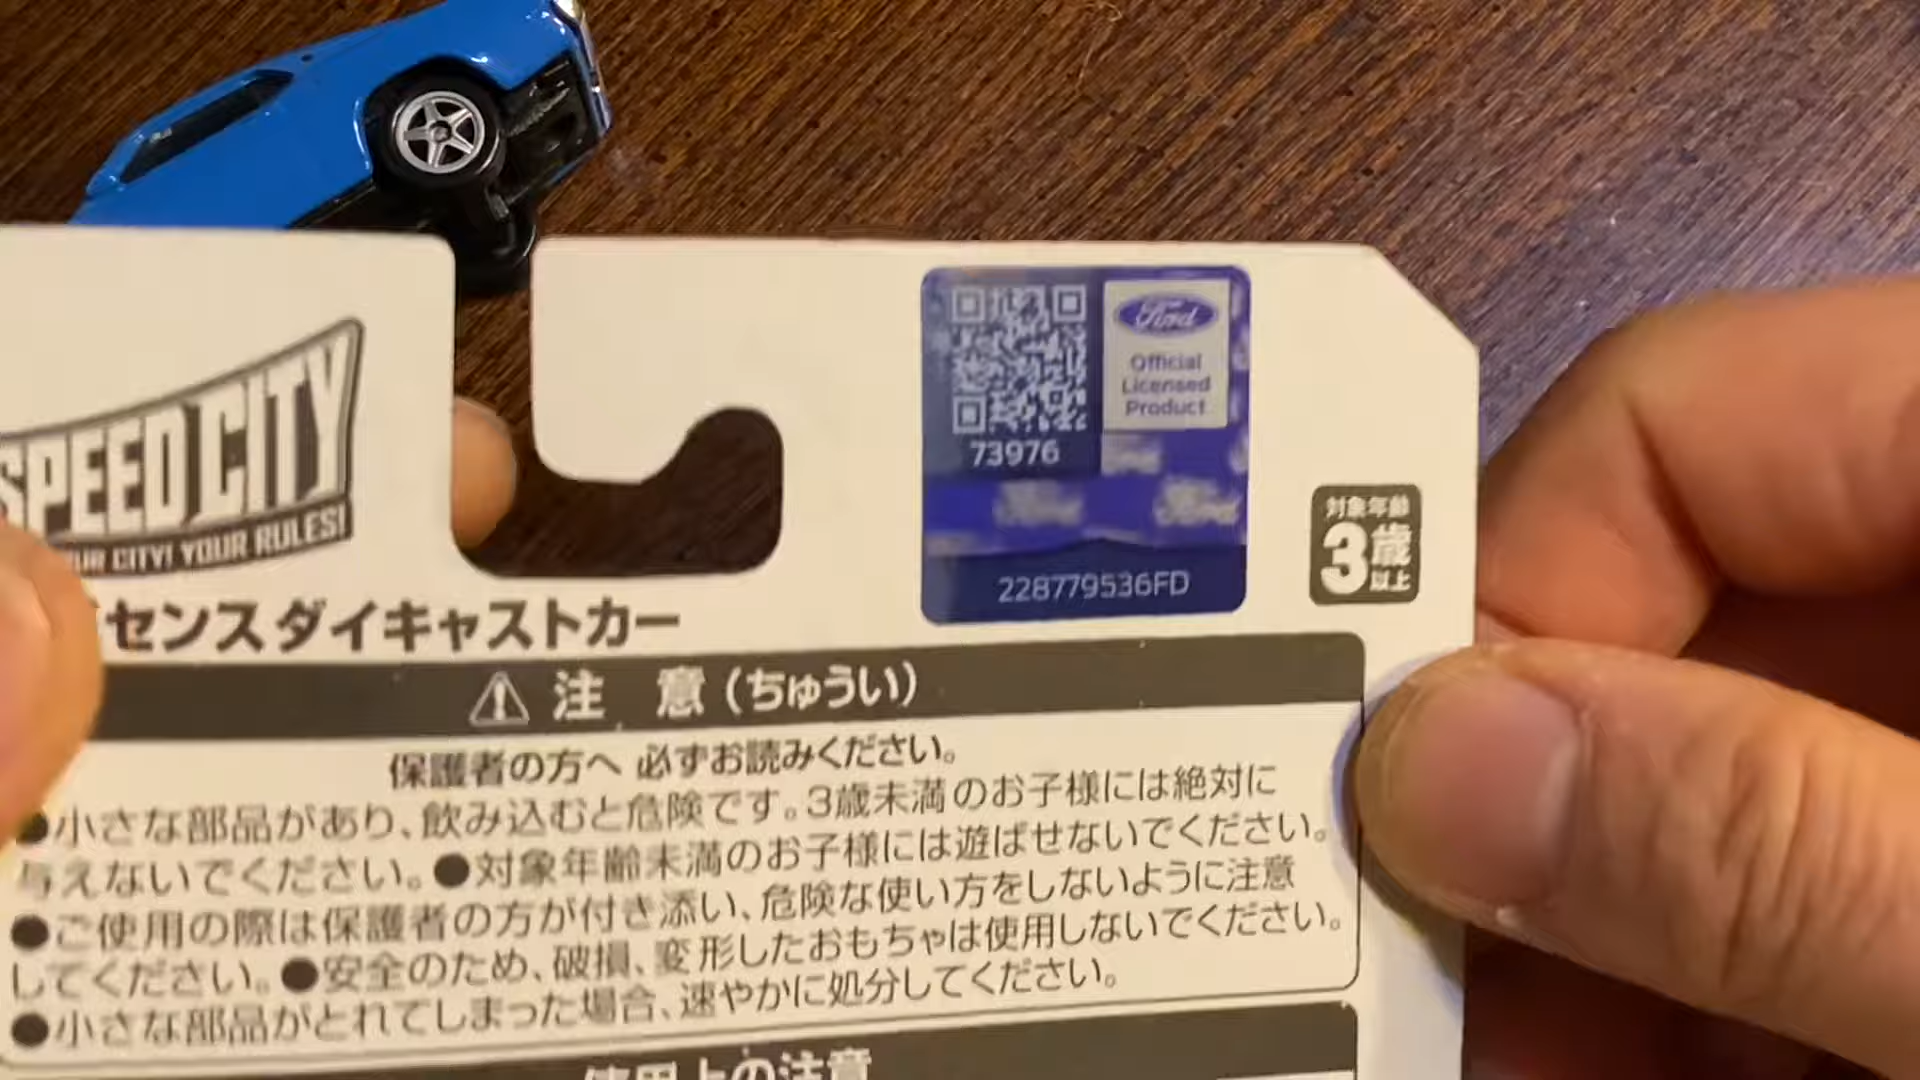 SPEED CITY
UR CITY! YOUR RULES!
Ford
Official
Licensed
Product
73976
Ford Ford
228779536FD
対象年齢
3歳
以上
センス ダイキャストカー
注 意(ちゅうい)
保護者の方へ 必ずお読みください。
●小さな部品があり、飲み込むと危険です。3歳未満のお子様には絶対に
与えないでください。●対象年齢未満のお子様には遊ばせないでください。
●ご使用の際は保護者の方が付き添い、危険な使い方をしないように注意
してください。●安全のため、破損、変形したおもちゃは使用しないでください。
●小さな部品がとれてしまった場合、速やかに処分してください。
使用上の注意